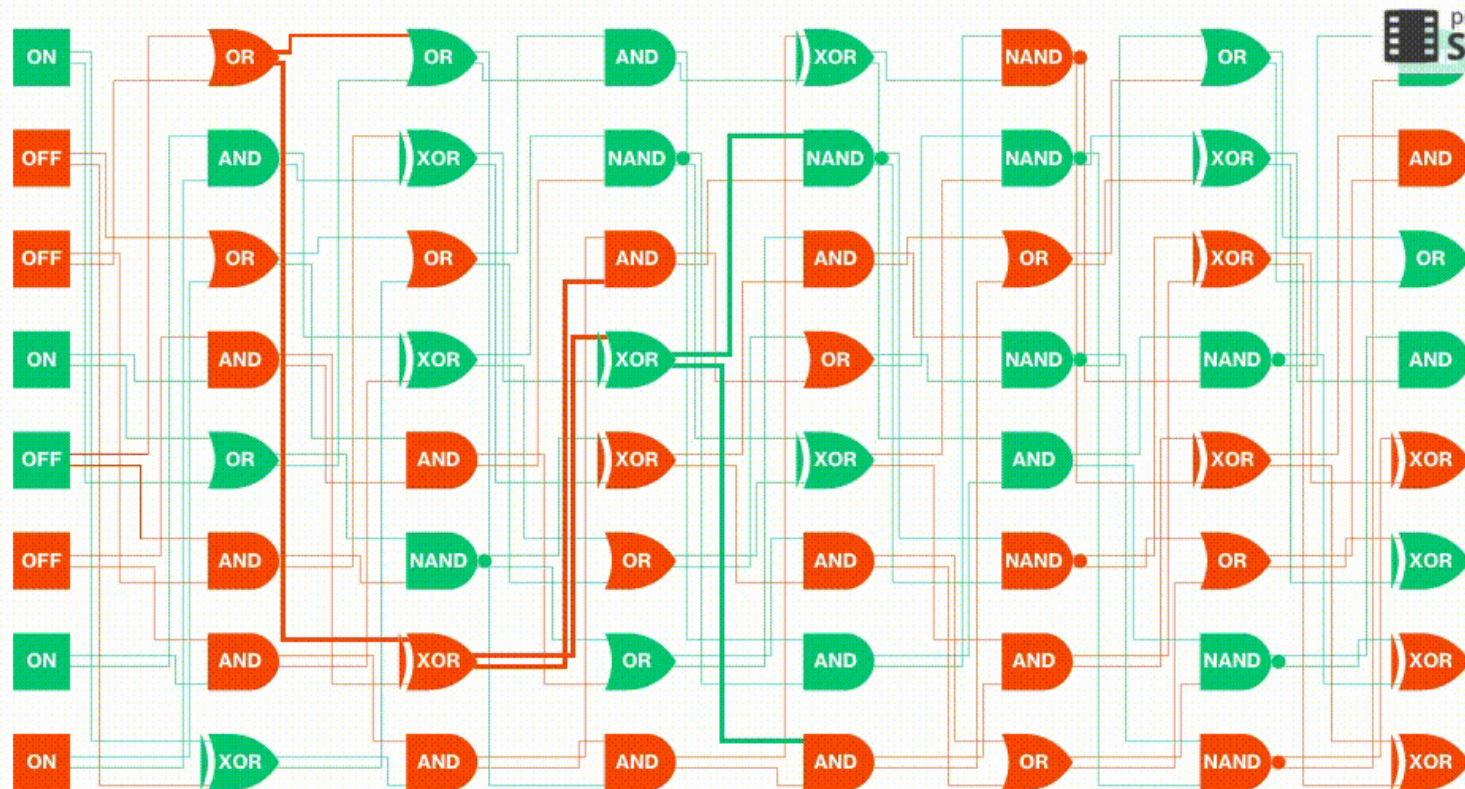 ON OR OR AND XOR NAND OR
OFF AND XOR NAND NAND NAND XOR AND
OFF OR OR AND AND OR XOR OR
ON AND XOR XOR OR NAND NAND AND
OFF OR AND XOR XOR AND XOR XOR
OFF AND NAND OR AND NAND OR XOR
ON AND XOR OR AND AND NAND XOR
ON XOR AND AND AND OR NAND XOR